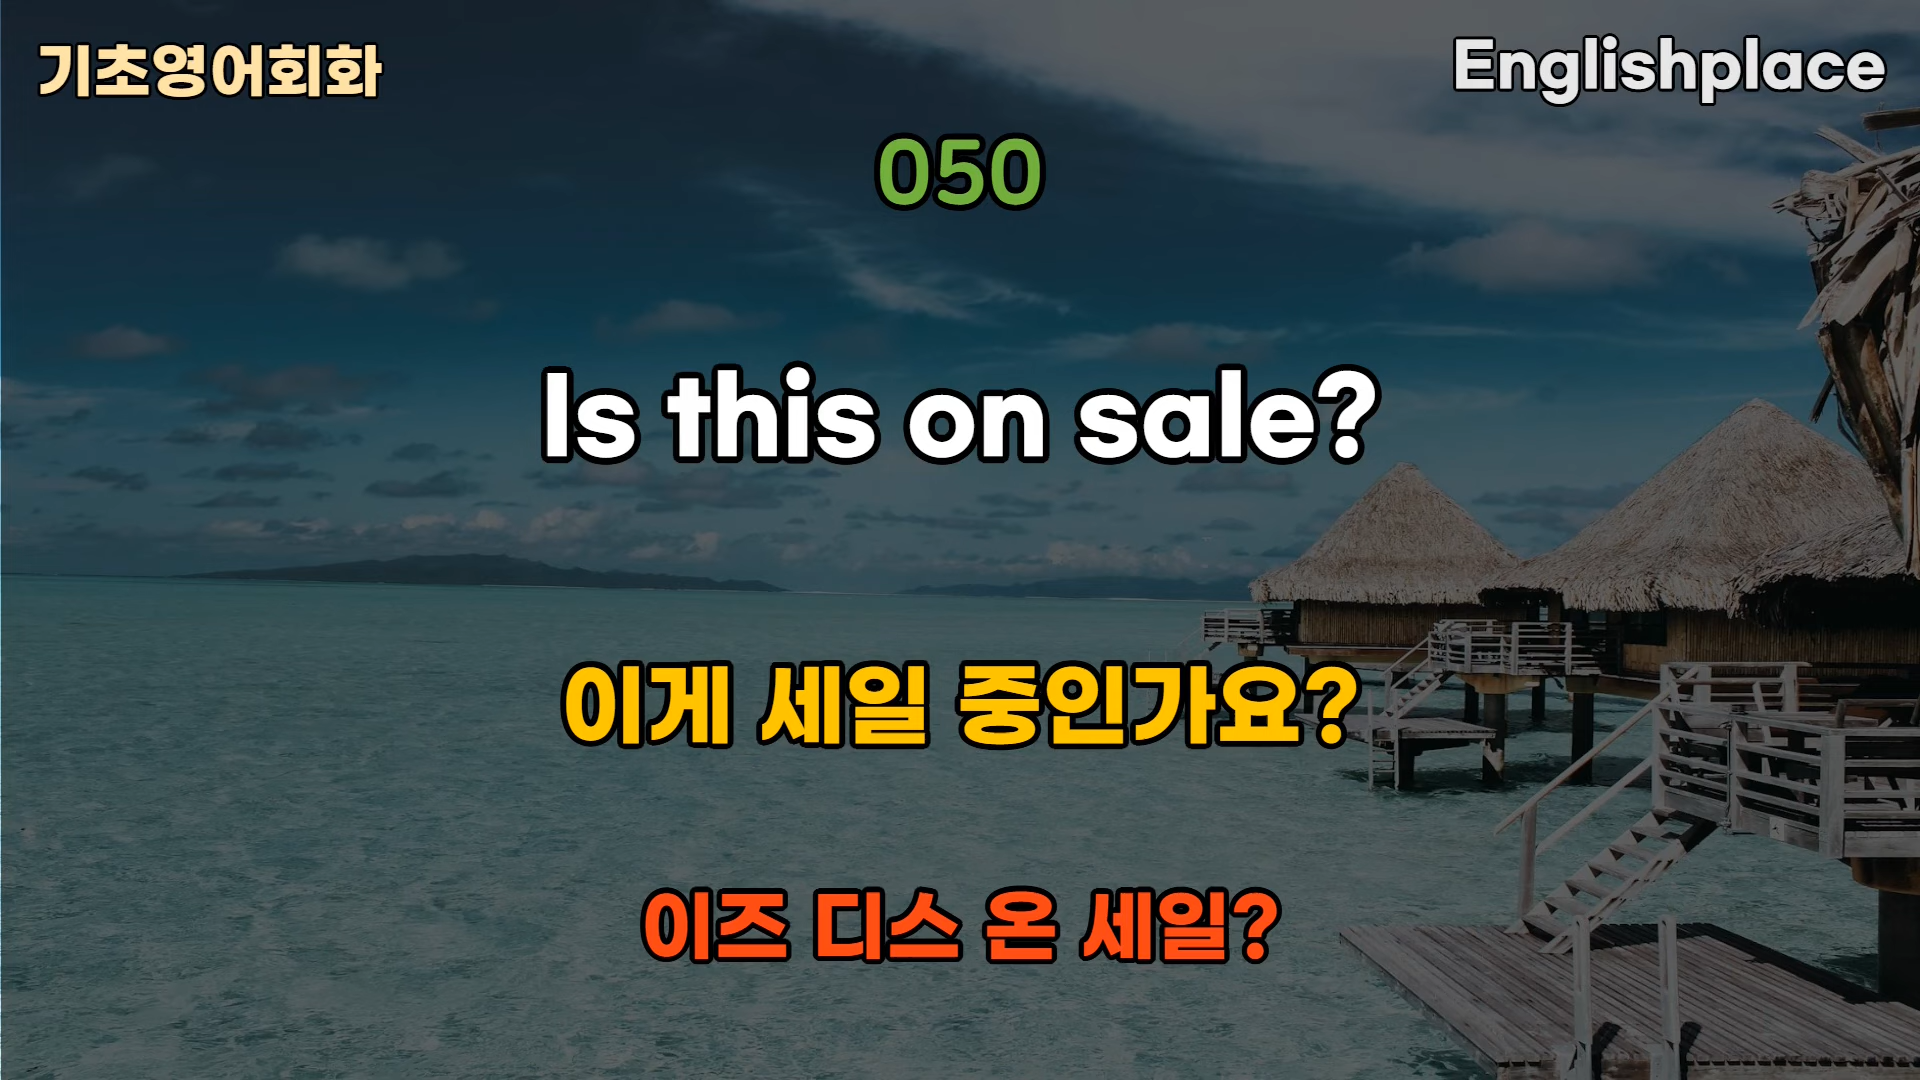 기초영어회화
Englishplace
050
Is this on sale?
이게 세일 중인가요?
이즈 디스 온 세일?